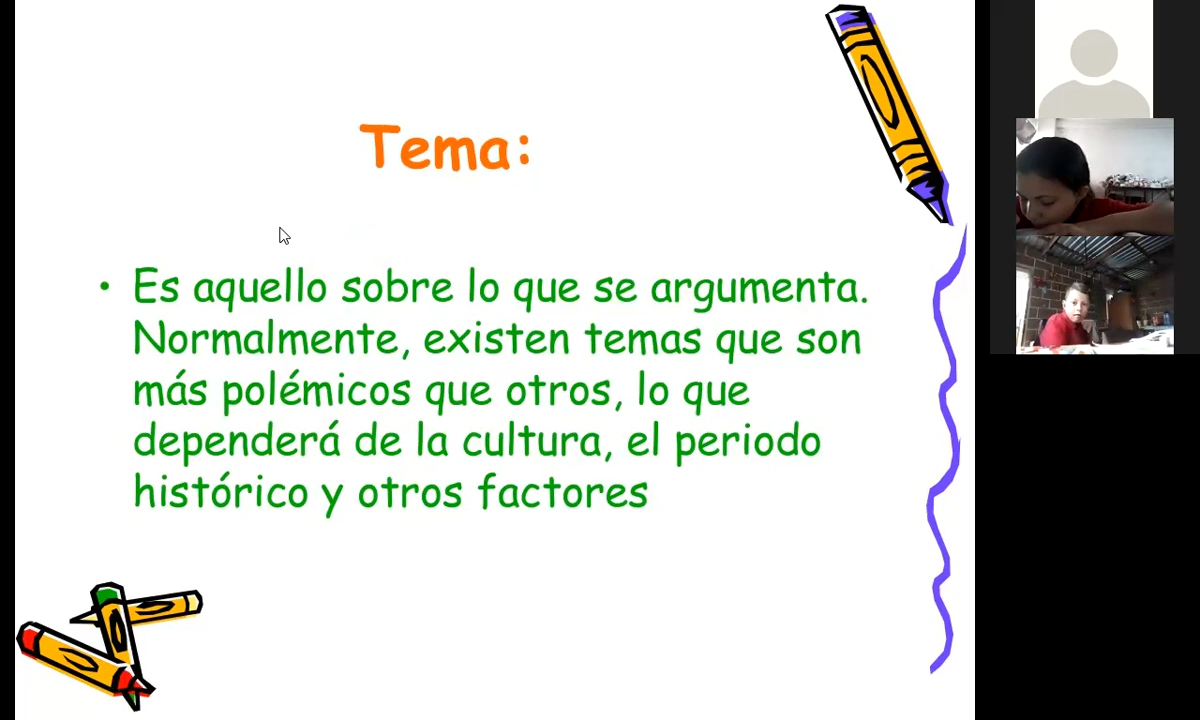 Tema:
• Es aquello sobre lo que se argumenta.
Normalmente, existen temas que son
más polémicos que otros, lo que
dependerá de la cultura, el periodo
histórico y otros factores